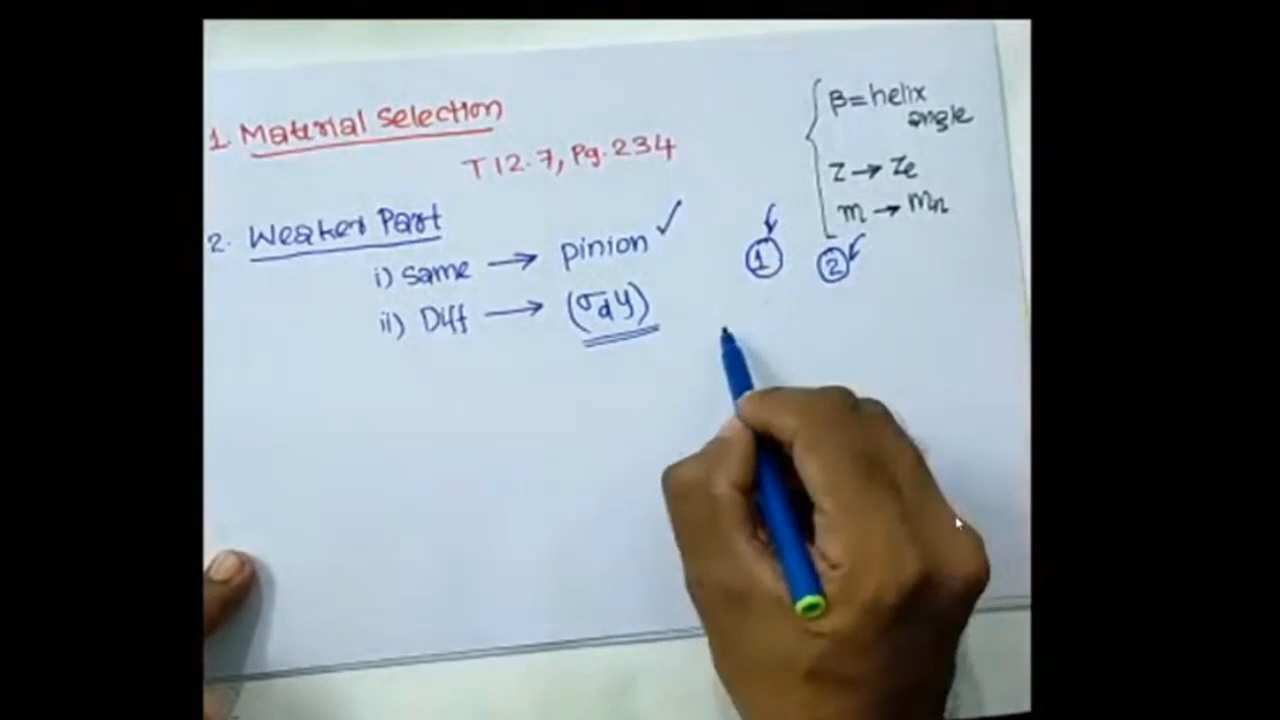 1. Material Selection
T 12.7, Pg. 234
2. Weaker Part
i) Same → pinion ✓
ii) Diff → (σd y)
β = helix
angle
z → ze
m → mn
1 2